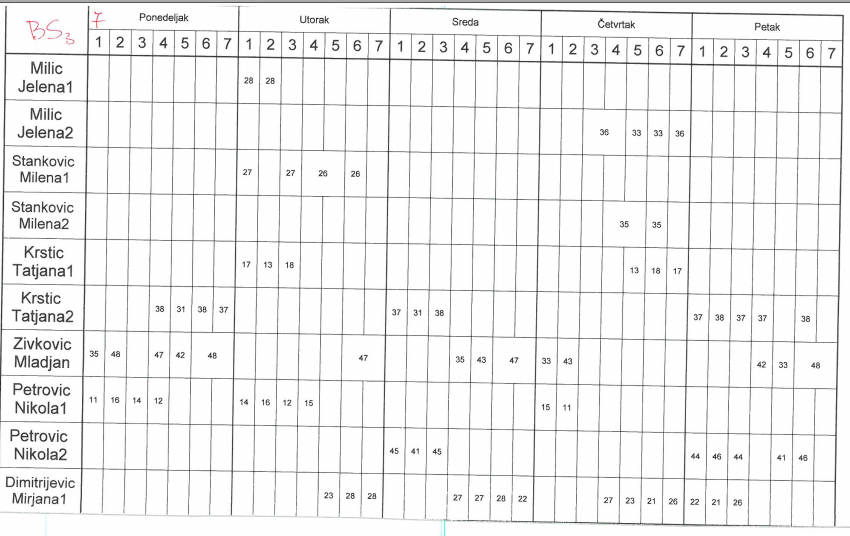 BS3 7 Ponedeljak Utorak Sreda Četvrtak Petak
1 2 3 4 5 6 7 1 2 3 4 5 6 7 1 2 3 4 5 6 7 1 2 3 4 5 6 7 1 2 3 4 5 6 7
Milic
Jelena1
28 28
Milic
Jelena2
36 33 33 36
Stankovic
Milena1
27 27 26 26
Stankovic
Milena2
35 35
Krstic
Tatjana1
17 13 18 13 18 17
Krstic
Tatjana2
38 31 38 37 37 31 38 37 38 37 37 38
Zivkovic
Mladjan
35 48 47 42 48 47 35 43 47 33 43 42 33 48
Petrovic
Nikola1
11 16 14 12 14 16 12 15 15 11
Petrovic
Nikola2
45 41 45 44 46 44 41 46
Dimitrijevic
Mirjana1
23 28 28 27 27 28 22 27 23 21 26 22 21 26